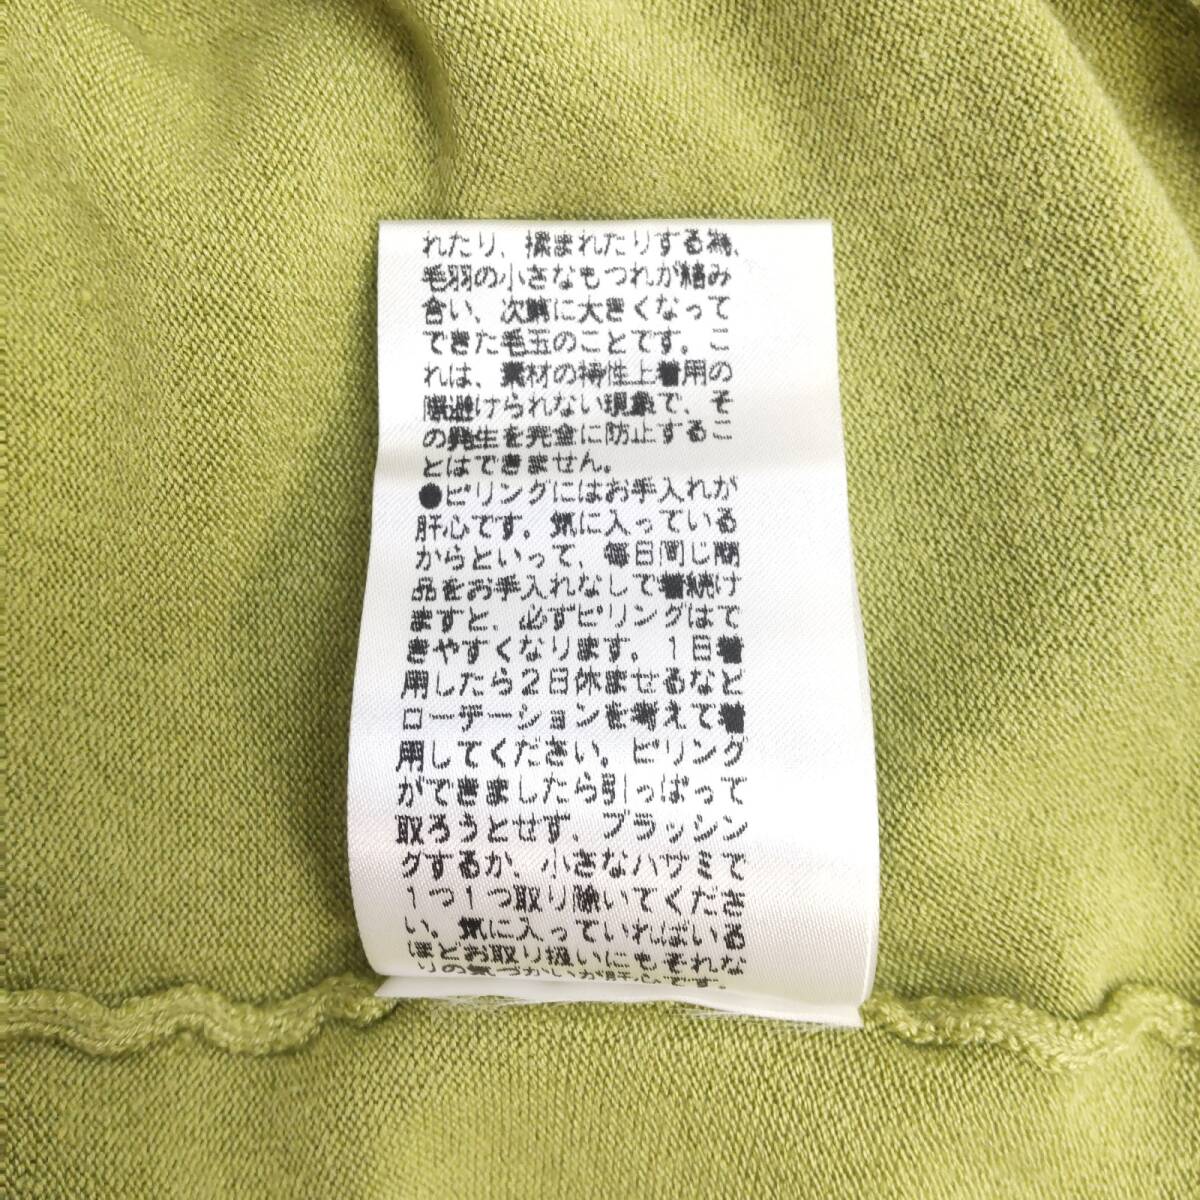 れたり、揉まれたりする為、
毛羽の小さなもつれが絡み
合い、次第に大きくなって
できた毛玉のことです。こ
れは、素材の特性上着用の
際避けられない現象で、そ
の発生を完全に防止するこ
とはできません。
●ピリングにはお手入れが
肝心です。気に入っている
からといって、毎日同じ商
品をお手入れなしで着続け
ますと、必ずピリングはで
きやすくなります。1日着
用したら2日休ませるなど
ローテーションを考えて着
用してください。ピリング
ができましたら引っぱって
取ろうとせず、ブラッシン
グするか、小さなハサミで
1つ1つ取り除いてくださ
い。気に入っていればいる
ほどお取り扱いにもそれな
りの気づかいが肝心です。